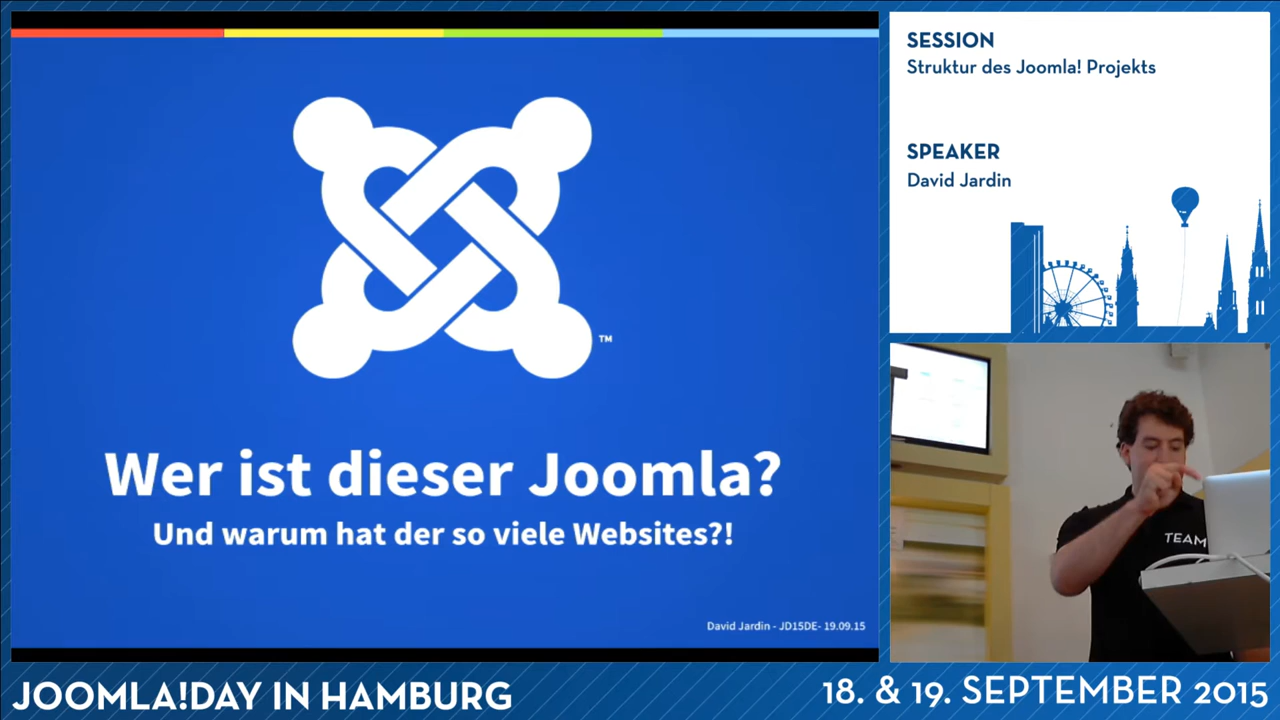 SESSION
Struktur des Joomla! Projekts
SPEAKER
David Jardin
TM
Wer ist dieser Joomla?
Und warum hat der so viele Websites?!
David Jardin - JD15DE- 19.09.15
TEAM
JOOMLA!DAY IN HAMBURG
18. & 19. SEPTEMBER 2015